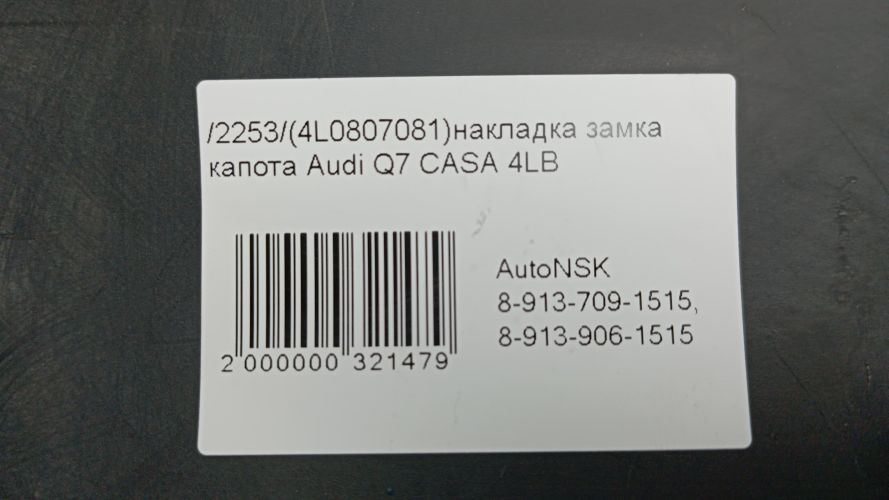 /2253/(4L0807081)накладка замка
капота Audi Q7 CASA 4LB
AutoNSK
8-913-709-1515,
8-913-906-1515
2 000000 321479